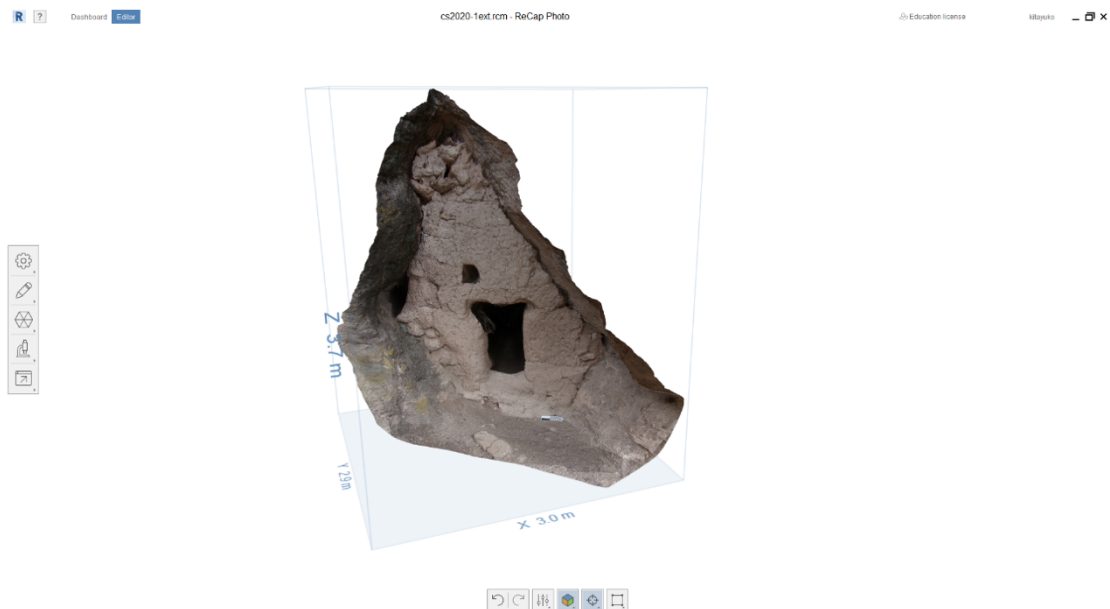 R ? Dashboard Editor cs2020-1ext.rcm - ReCap Photo Education license kitayuko
Z 3.7 m
Y 2.9 m
X 3.0 m